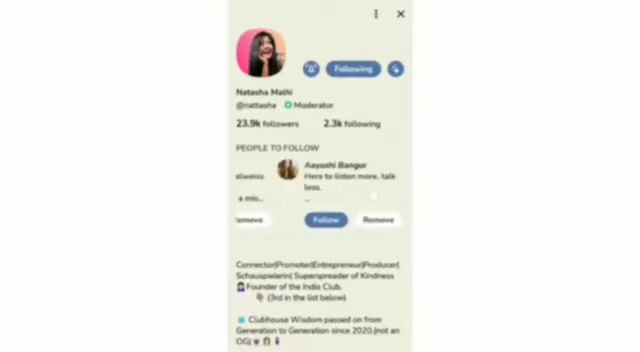 Following
Natasha Malhi
@nattasha Moderator
23.9k followers 2.3k following
PEOPLE TO FOLLOW
Aayushi Bangur
Here to listen more, talk
less.
...
Follow Remove
Connector|Promoter|Entrepreneur|Producer|
Schauspielerin| Superspreader of Kindness
Founder of the India Club.
(3rd in the list below)
Clubhouse Wisdom passed on from
Generation to Generation since 2020.(not an
OG)